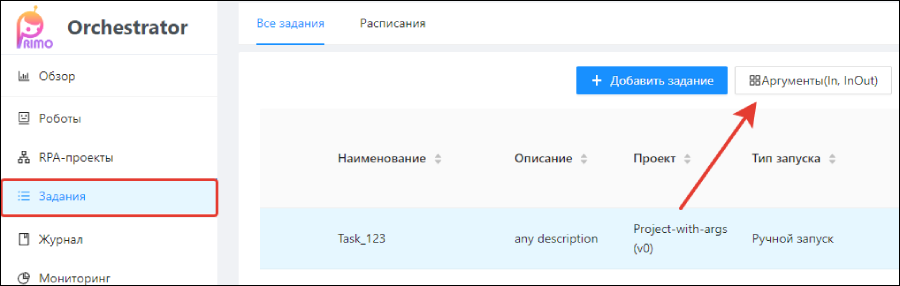 PRIMO
Orchestrator
Обзор
Роботы
RPA-проекты
Задания
Журнал
Мониторинг
Все задания Расписания
+ Добавить задание Аргументы(In, InOut)
Наименование Описание Проект Тип запуска
Task_123 any description Project-with-args (v0) Ручной запуск